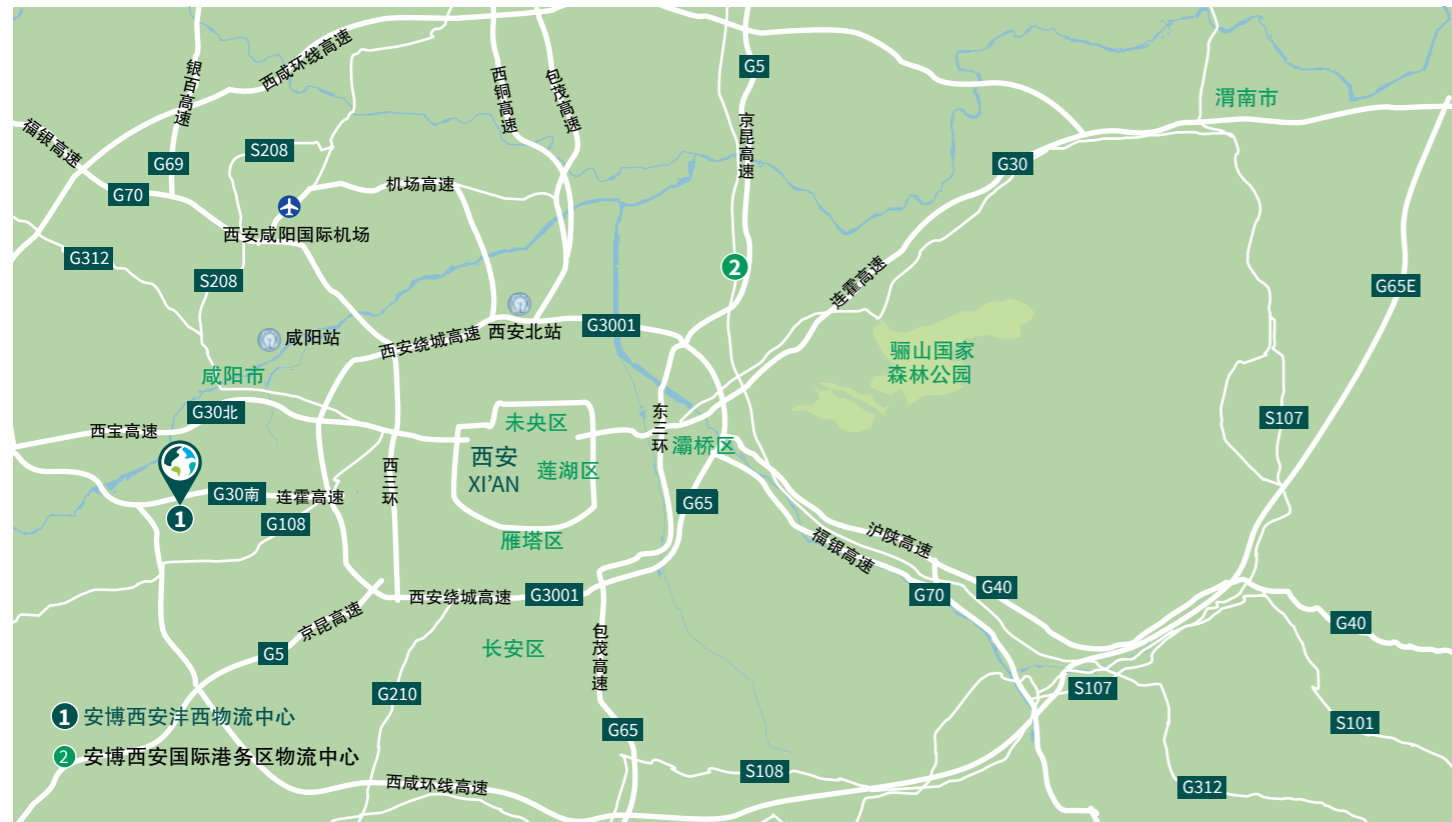 西咸环线高速
银百高速
西铜高速
包茂高速
G5
京昆高速
渭南市
福银高速
G69
S208
G30
G70
机场高速
西安咸阳国际机场
G312
S208
2
连霍高速
G65E
咸阳站
西安绕城高速
西安北站
G3001
骊山国家
森林公园
咸阳市
G30北
西宝高速
东三环
未央区
灞桥区
S107
西安
XI'AN
莲湖区
西三环
G30南
连霍高速
1
G108
G65
雁塔区
沪陕高速
福银高速
西安绕城高速
G3001
G70
G40
京昆高速
G5
长安区
包茂高速
G40
G210
S107
1 安博西安沣西物流中心
G65
S101
2 安博西安国际港务区物流中心
S108
西咸环线高速
G312